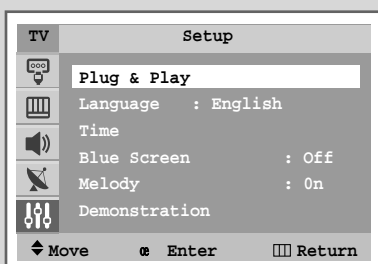 TV Setup
Plug & Play
Language : English
Time
Blue Screen : Off
Melody : 0n
Demonstration
Move œ Enter Return